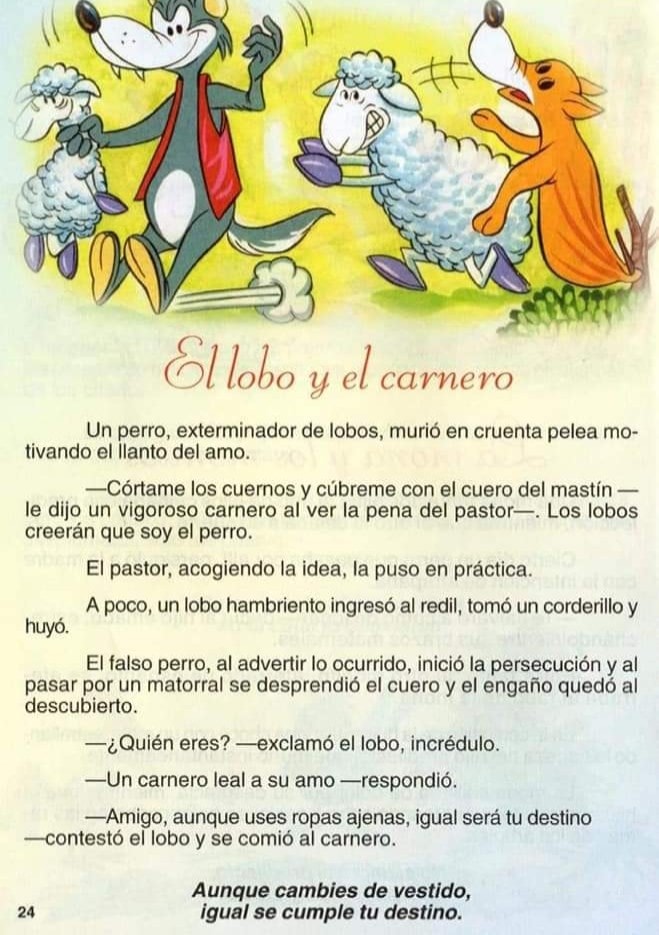 El lobo y el carnero
Un perro, exterminador de lobos, murió en cruenta pelea mo-
tivando el llanto del amo.
—Córtame los cuernos y cúbreme con el cuero del mastín —
le dijo un vigoroso carnero al ver la pena del pastor—. Los lobos
creerán que soy el perro.
El pastor, acogiendo la idea, la puso en práctica.
A poco, un lobo hambriento ingresó al redil, tomó un corderillo y
huyó.
El falso perro, al advertir lo ocurrido, inició la persecución y al
pasar por un matorral se desprendió el cuero y el engaño quedó al
descubierto.
—¿Quién eres? —exclamó el lobo, incrédulo.
—Un carnero leal a su amo —respondió.
—Amigo, aunque uses ropas ajenas, igual será tu destino
—contestó el lobo y se comió al carnero.
Aunque cambies de vestido,
igual se cumple tu destino.
24